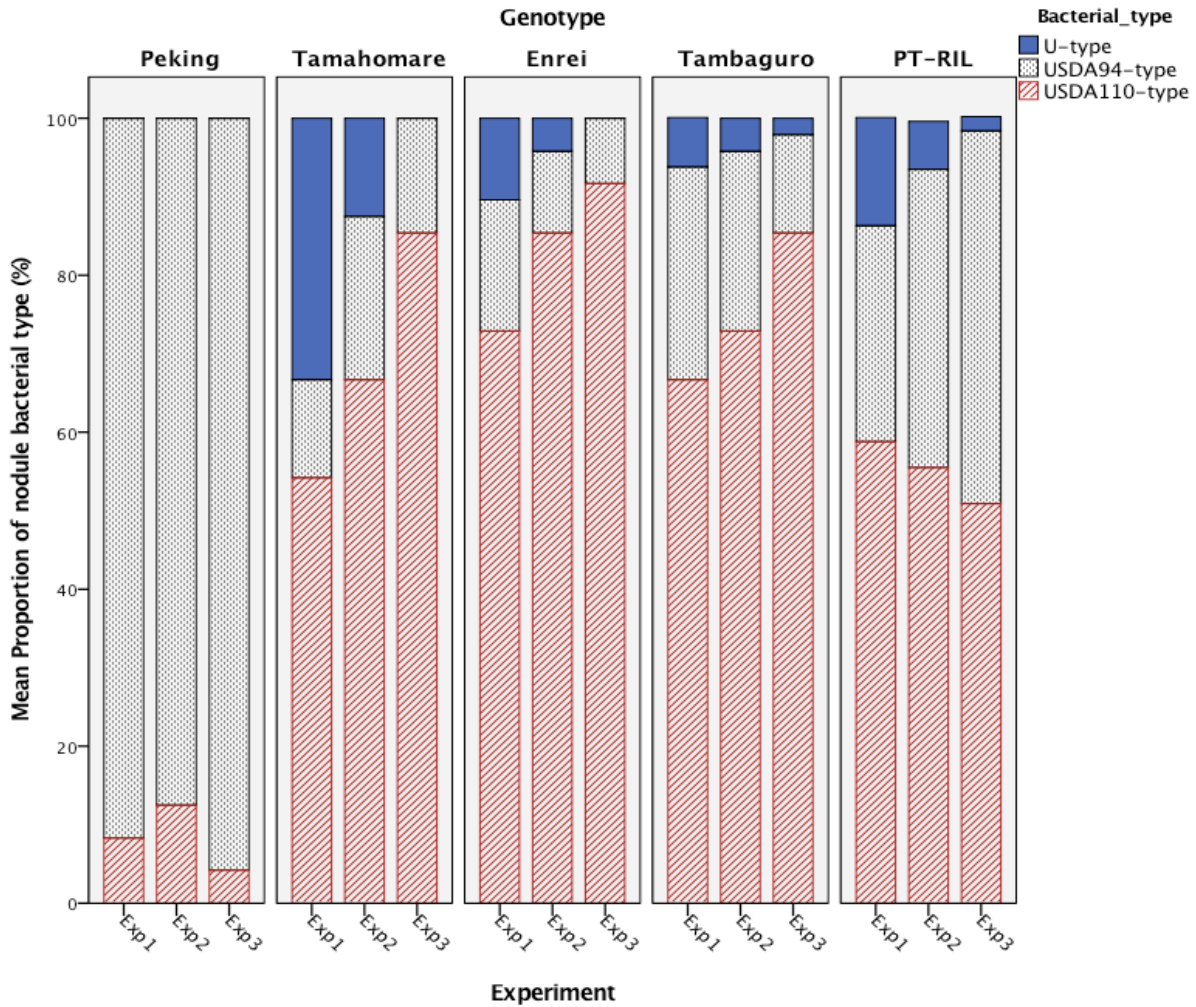 Genotype
Bacterial_type
U-type
USDA94-type
USDA110-type
Peking
Tamahomare
Enrei
Tambaguro
PT-RIL
Mean Proportion of nodule bacterial type (%)
100
80
60
40
20
0
Exp1 Exp2 Exp3 Exp1 Exp2 Exp3 Exp1 Exp2 Exp3 Exp1 Exp2 Exp3 Exp1 Exp2 Exp3
Experiment